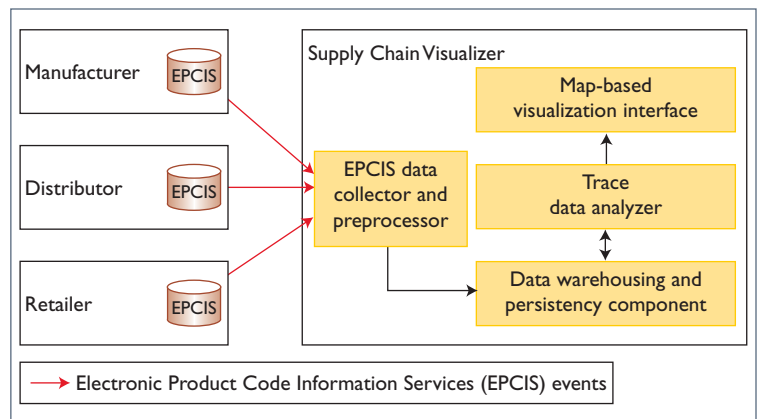 Manufacturer
EPCIS
Distributor
EPCIS
Retailer
EPCIS
Supply Chain Visualizer
EPCIS data
collector and
preprocessor
Map-based
visualization interface
Trace
data analyzer
Data warehousing and
persistency component
Electronic Product Code Information Services (EPCIS) events